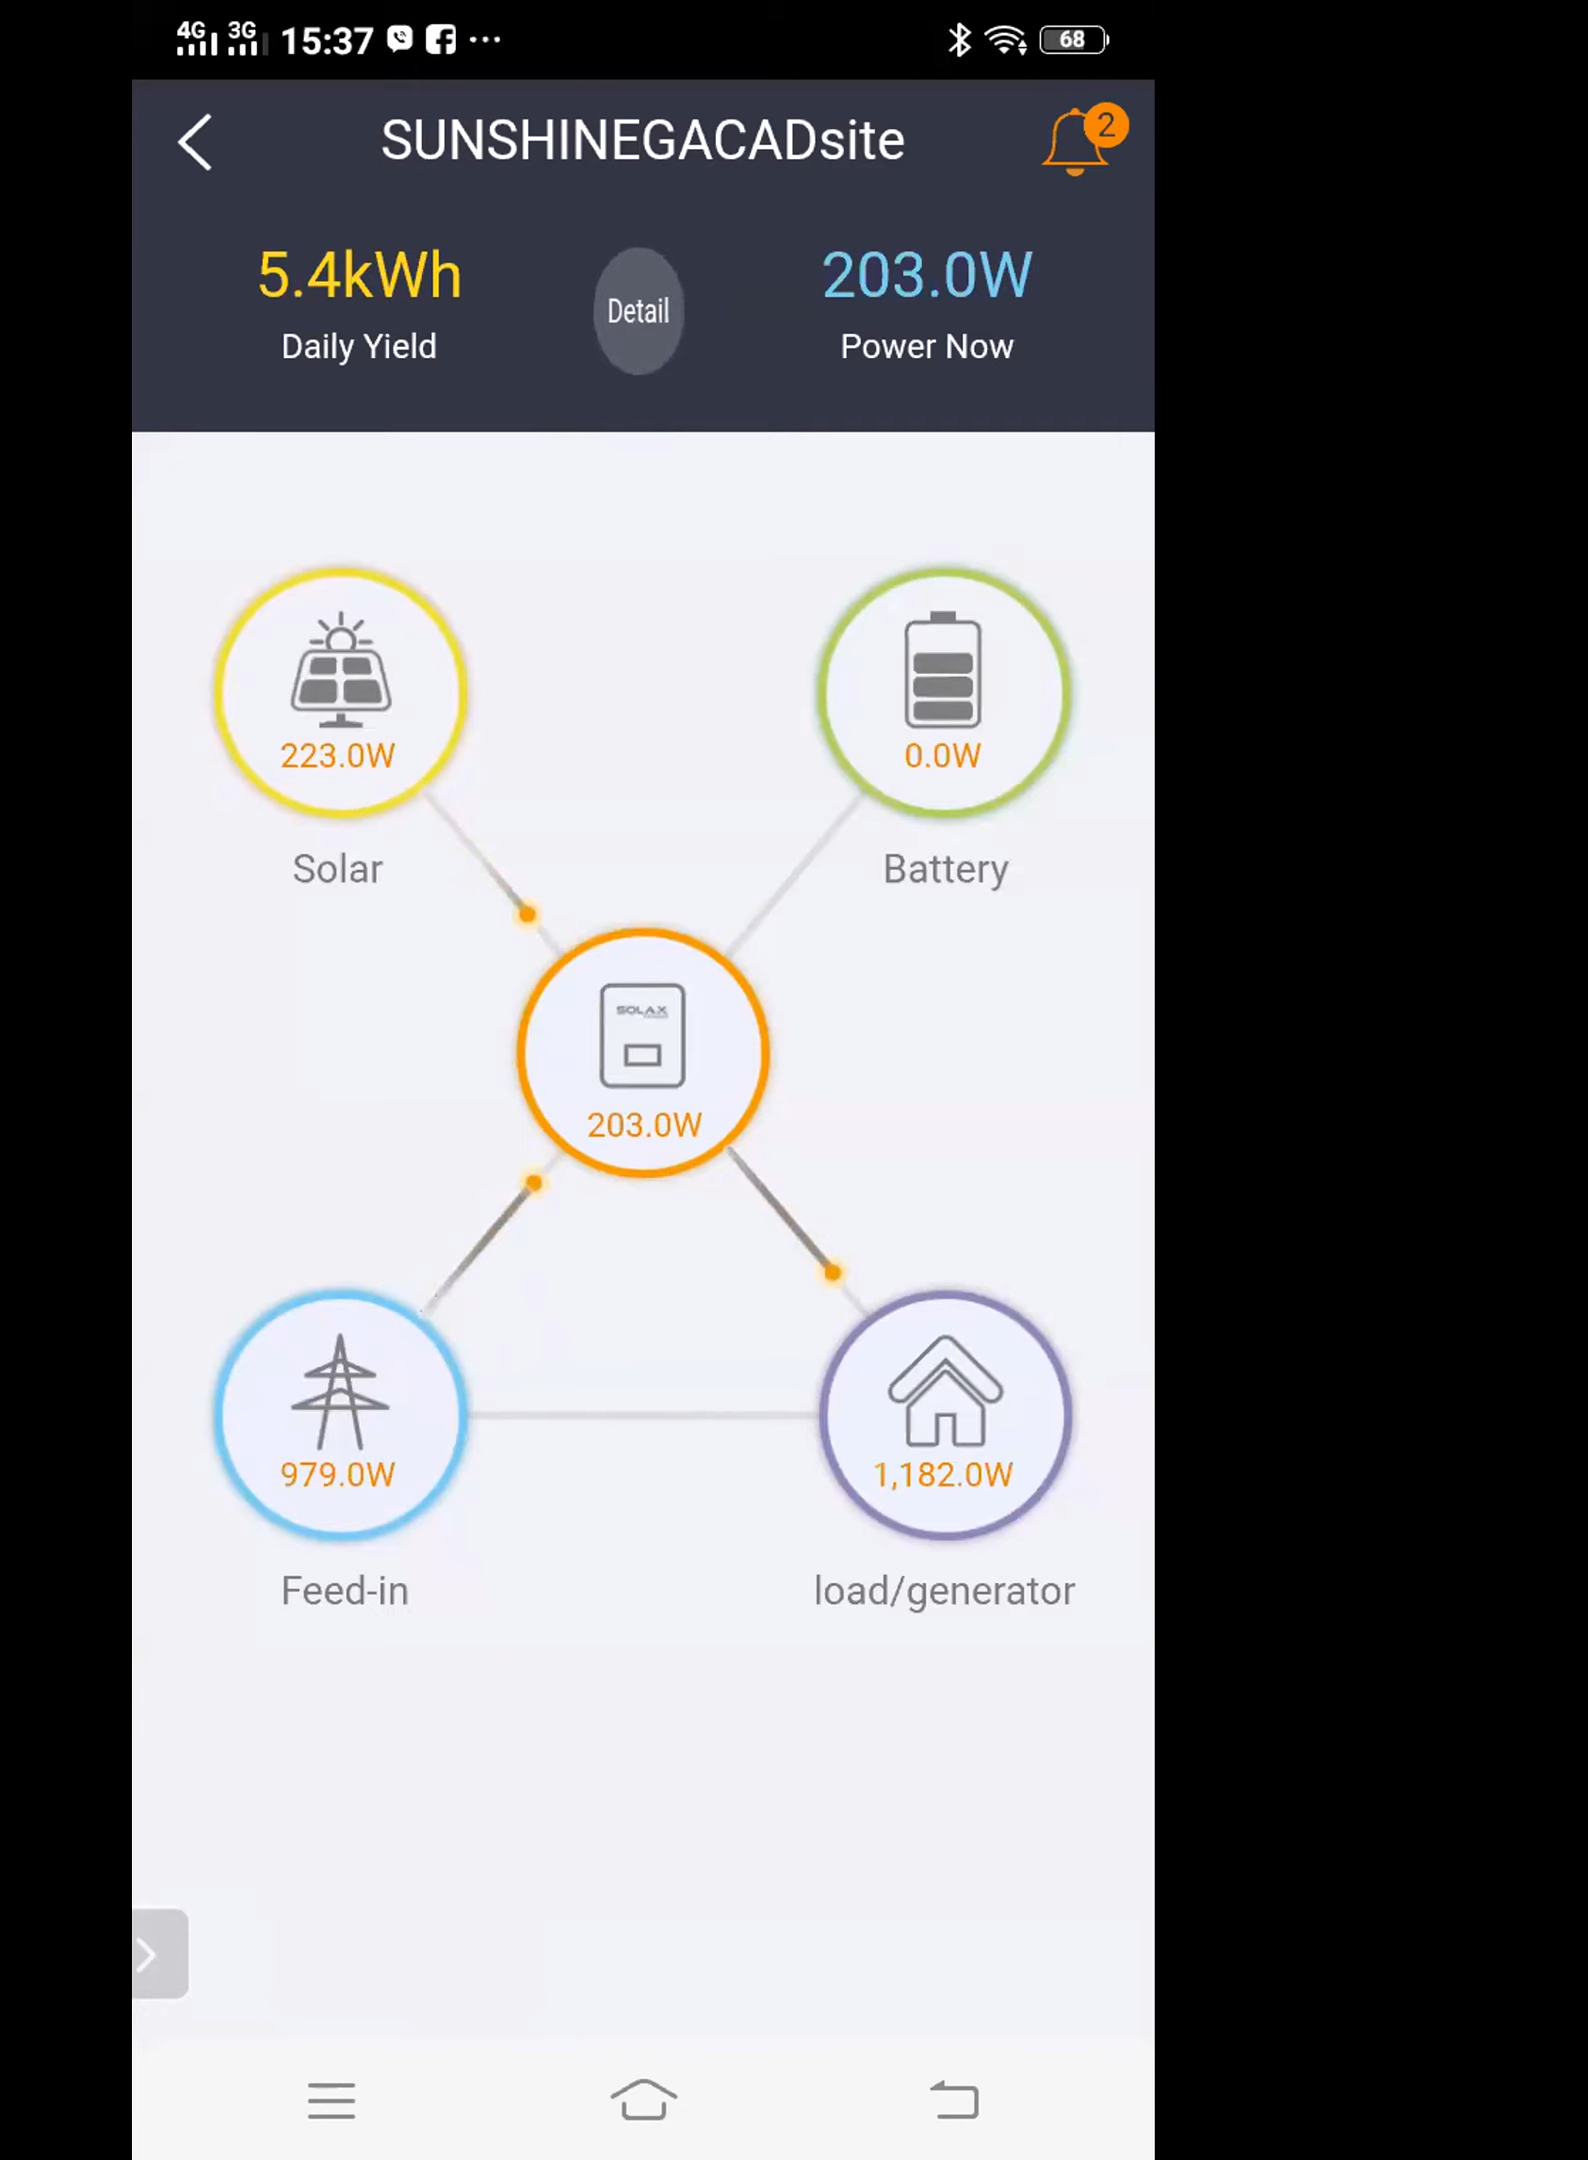 4G 3G 15:37 68
SUNSHINEGACADsite
2
5.4kWh
Daily Yield
Detail
203.0W
Power Now
223.0W
Solar
0.0W
Battery
SOLAX
203.0W
979.0W
Feed-in
1,182.0W
load/generator